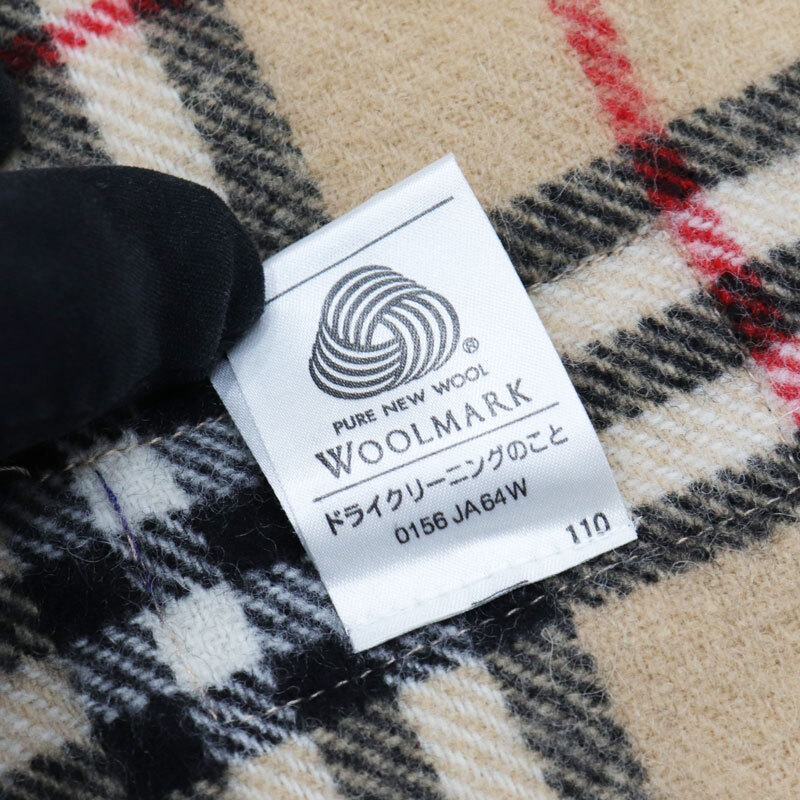 ®
PURE NEW WOOL
WOOLMARK
ドライクリーニングのこと
0156 JA64W
110